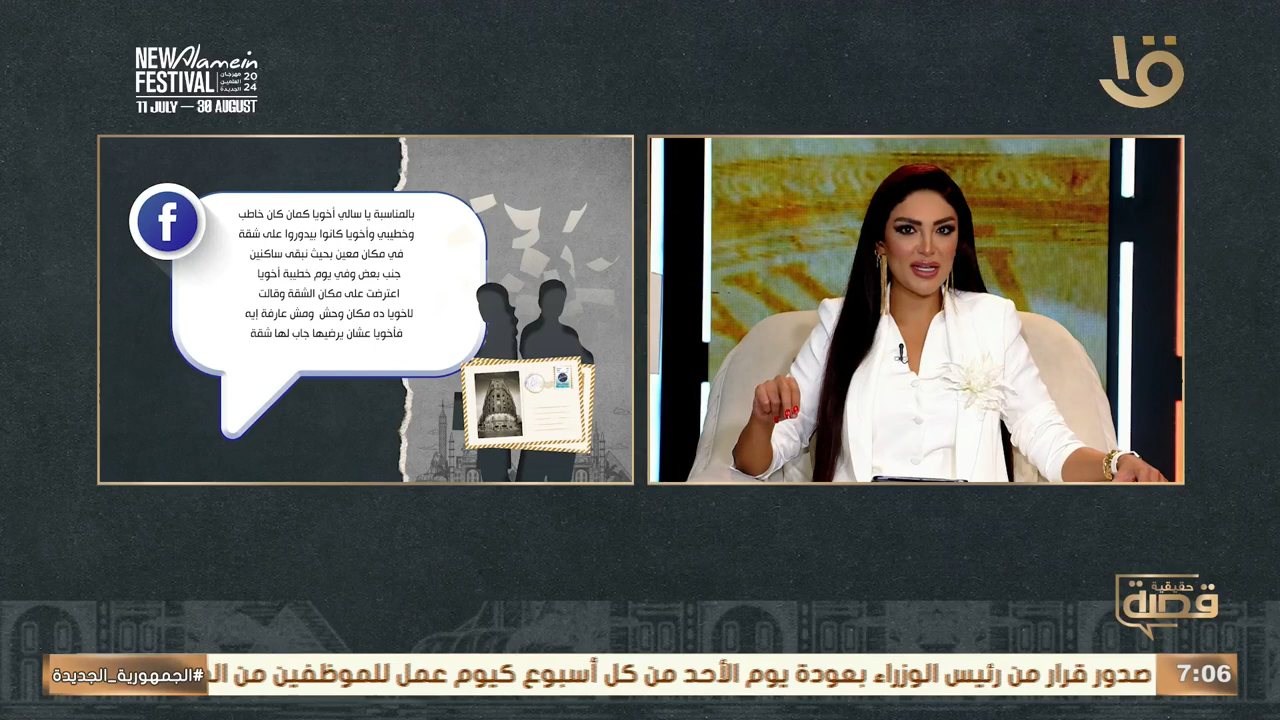 NEW Alamein
FESTIVAL
مهرجان
العلمين
الجديدة
20
24
11 JULY — 30 AUGUST
f
بالمناسبة يا سالي أخويا كمان كان خاطب
وخطيبي وأخويا كانوا بيدوروا على شقة
في مكان معين بحيث نبقى ساكنين
جنب بعض وفي يوم خطيبة أخويا
اعترضت على مكان الشقة وقالت
لاخويا ده مكان وحش ومش عارفة إيه
فأخويا عشان يرضيها جاب لها شقة
قصة
حقيقية
7:06
صدور قرار من رئيس الوزراء بعودة يوم الأحد من كل أسبوع كيوم عمل للموظفين من ال
#الجمهورية_الجديدة